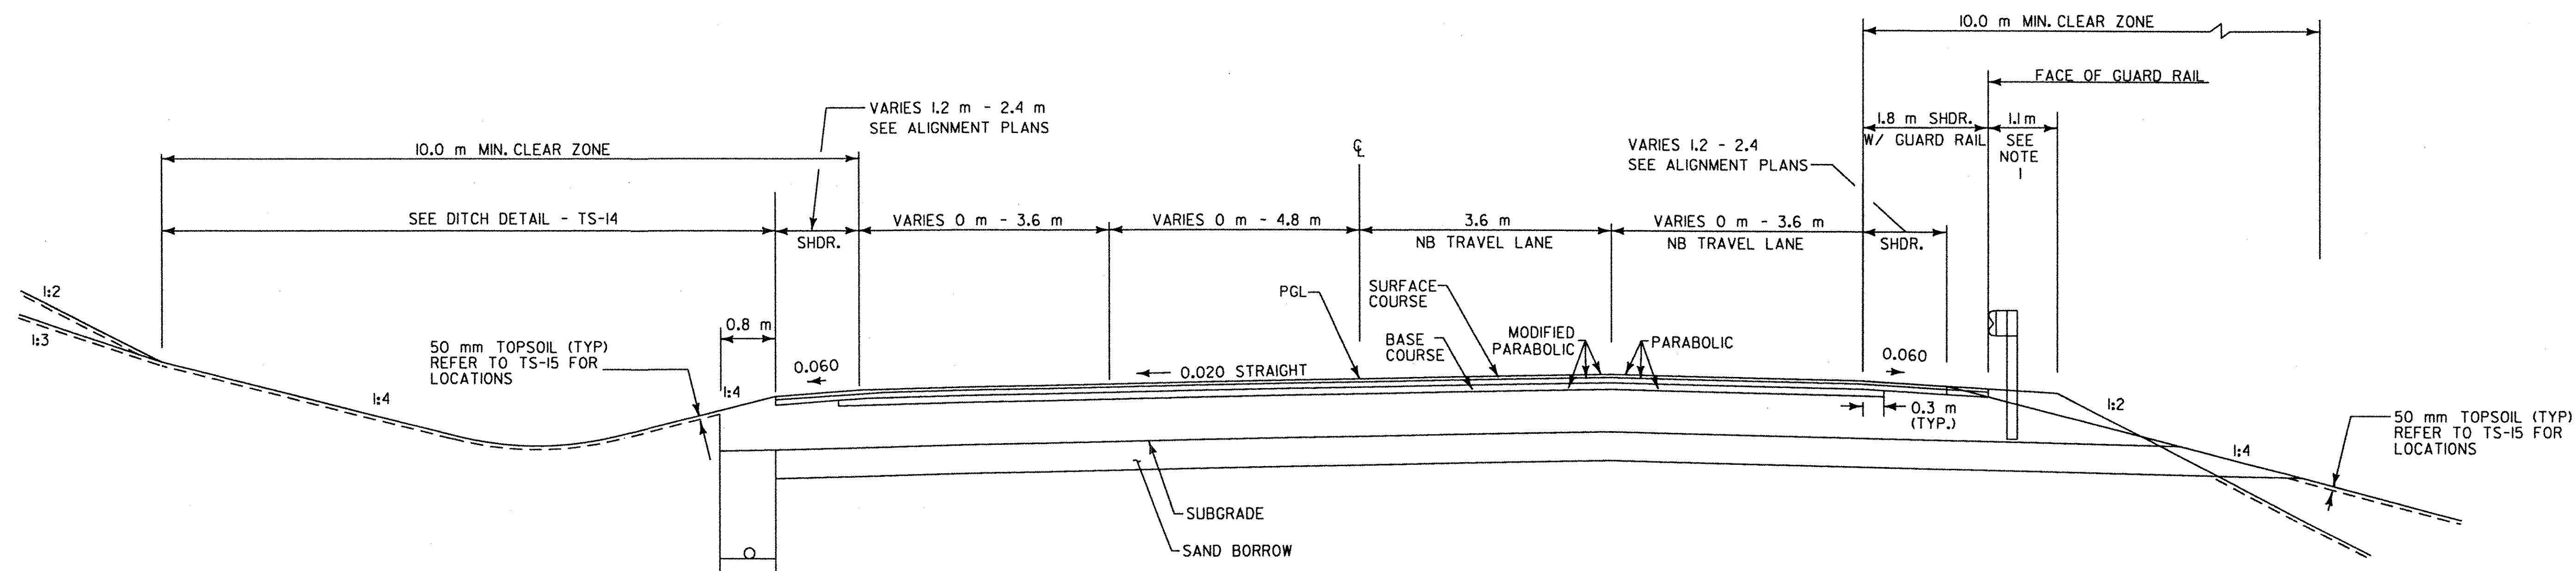 10.0 m MIN. CLEAR ZONE
FACE OF GUARD RAIL
VARIES 1.2 m - 2.4 m
SEE ALIGNMENT PLANS
1.8 m SHDR.
W/ GUARD RAIL
1.1 m
SEE
NOTE
1
10.0 m MIN. CLEAR ZONE
℄
VARIES 1.2 - 2.4
SEE ALIGNMENT PLANS
SEE DITCH DETAIL - TS-14
SHDR.
VARIES 0 m - 3.6 m
VARIES 0 m - 4.8 m
3.6 m
NB TRAVEL LANE
VARIES 0 m - 3.6 m
NB TRAVEL LANE
SHDR.
1:2
1:3
PGL
SURFACE
COURSE
0.8 m
50 mm TOPSOIL (TYP)
REFER TO TS-15 FOR
LOCATIONS
BASE
COURSE
MODIFIED
PARABOLIC
PARABOLIC
0.060
0.020 STRAIGHT
0.060
1:4
1:4
0.3 m
(TYP.)
1:2
1:4
50 mm TOPSOIL (TYP)
REFER TO TS-15 FOR
LOCATIONS
SUBGRADE
SAND BORROW